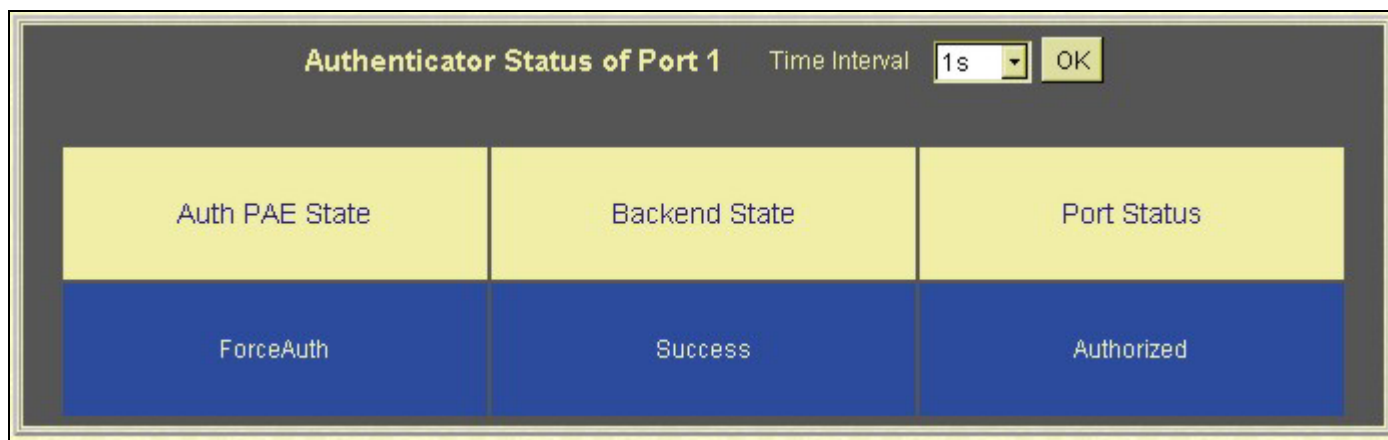 Authenticator Status of Port 1 Time Interval 1s OK
Auth PAE State Backend State Port Status
ForceAuth Success Authorized